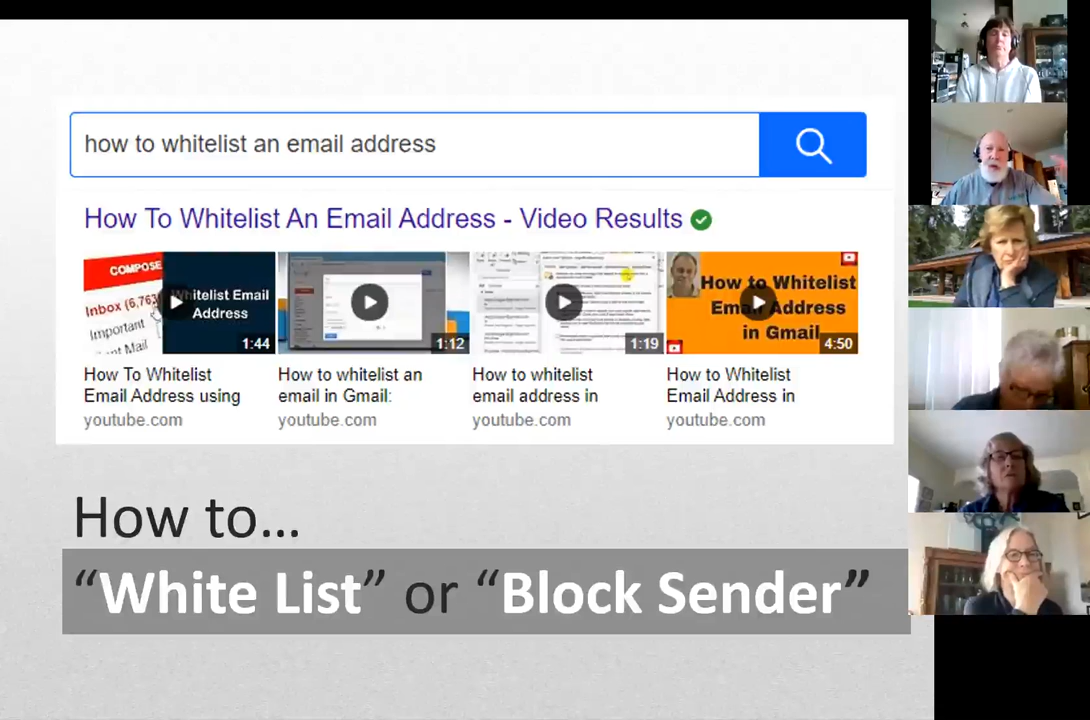 how to whitelist an email address
How To Whitelist An Email Address - Video Results
COMPOSE
Inbox (6,763
Important
Mail
Whitelist Email
Address
1:44
1:12
1:19
How to Whitelist
Email Address
in Gmail
4:50
How To Whitelist
Email Address using
youtube.com
How to whitelist an
email in Gmail:
youtube.com
How to whitelist
email address in
youtube.com
How to Whitelist
Email Address in
youtube.com
How to...
“White List” or “Block Sender”